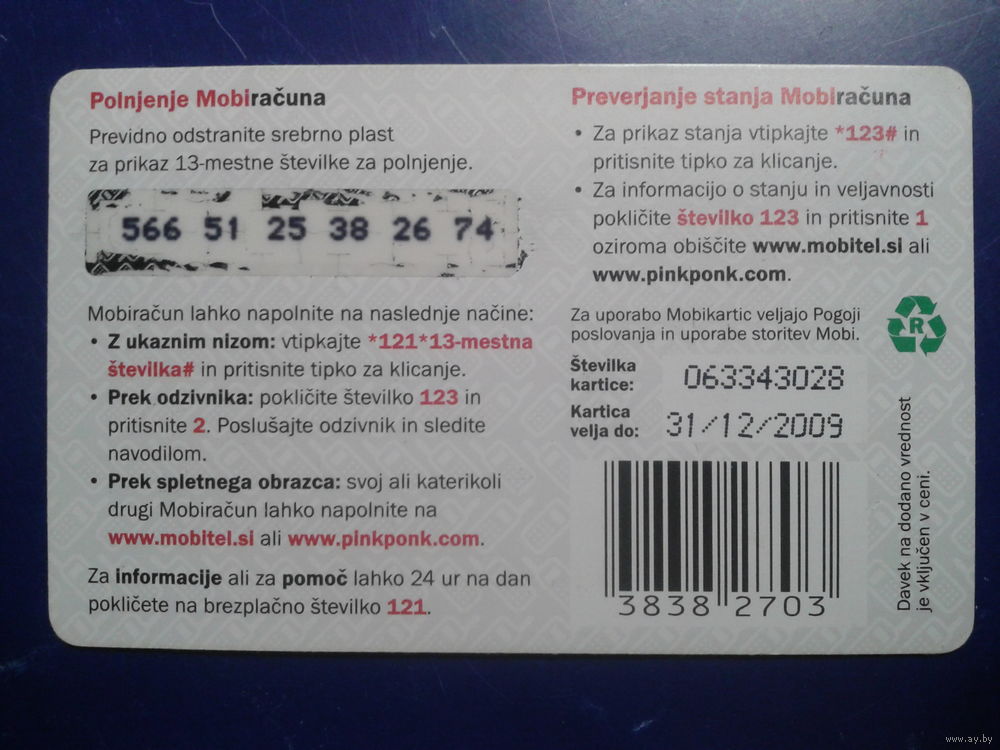 Polnjenje Mobiračuna
Previdno odstranite srebrno plast
za prikaz 13-mestne številke za polnjenje.
566 51 25 38 26 74
Mobiračun lahko napolnite na naslednje načine:
• Z ukaznim nizom: vtipkajte *121*13-mestna
številka# in pritisnite tipko za klicanje.
• Prek odzivnika: pokličite številko 123 in
pritisnite 2. Poslušajte odzivnik in sledite
navodilom.
• Prek spletnega obrazca: svoj ali katerikoli
drugi Mobiračun lahko napolnite na
www.mobitel.si ali www.pinkponk.com.
Za informacije ali za pomoč lahko 24 ur na dan
pokličete na brezplačno številko 121.
Preverjanje stanja Mobiračuna
• Za prikaz stanja vtipkajte *123# in
pritisnite tipko za klicanje.
• Za informacijo o stanju in veljavnosti
pokličite številko 123 in pritisnite 1
oziroma obiščite www.mobitel.si ali
www.pinkponk.com.
Za uporabo Mobikartic veljajo Pogoji
poslovanja in uporabe storitev Mobi.
R
Številka
kartice: 063343028
Kartica
velja do: 31/12/2009
3838 2703
Davek na dodano vrednost
je vključen v ceni.
www.ay.by